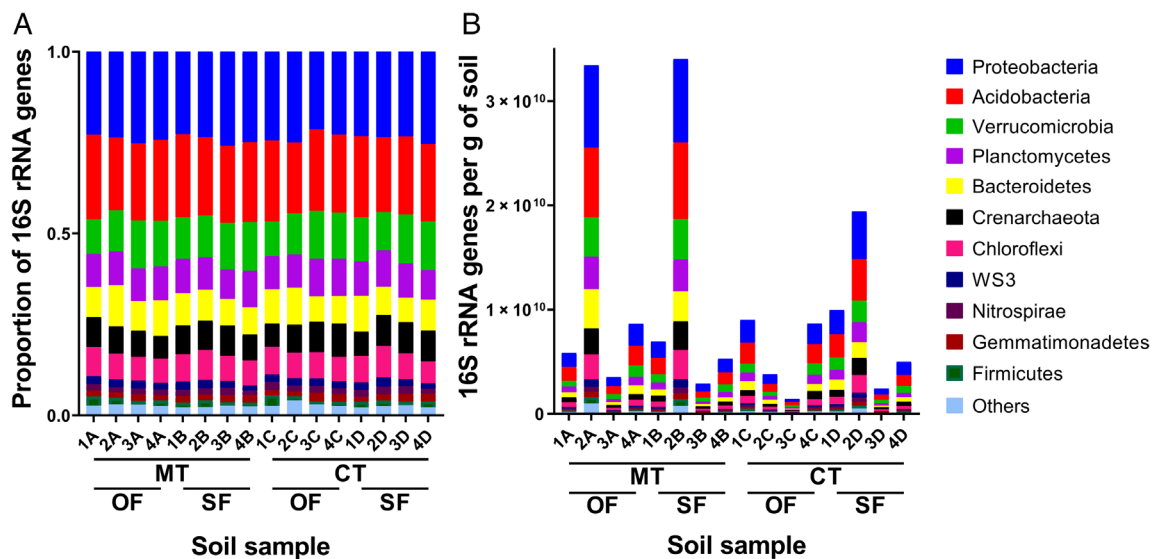 A
Proportion of 16S rRNA genes
1.0
0.5
0.0
1A 2A 3A 4A 1B 2B 3B 4B 1C 2C 3C 4C 1D 2D 3D 4D
MT CT
OF SF OF SF
Soil sample
B
16S rRNA genes per g of soil
3 × 10¹⁰
2 × 10¹⁰
1 × 10¹⁰
0
1A 2A 3A 4A 1B 2B 3B 4B 1C 2C 3C 4C 1D 2D 3D 4D
MT CT
OF SF OF SF
Soil sample
Proteobacteria
Acidobacteria
Verrucomicrobia
Planctomycetes
Bacteroidetes
Crenarchaeota
Chloroflexi
WS3
Nitrospirae
Gemmatimonadetes
Firmicutes
Others